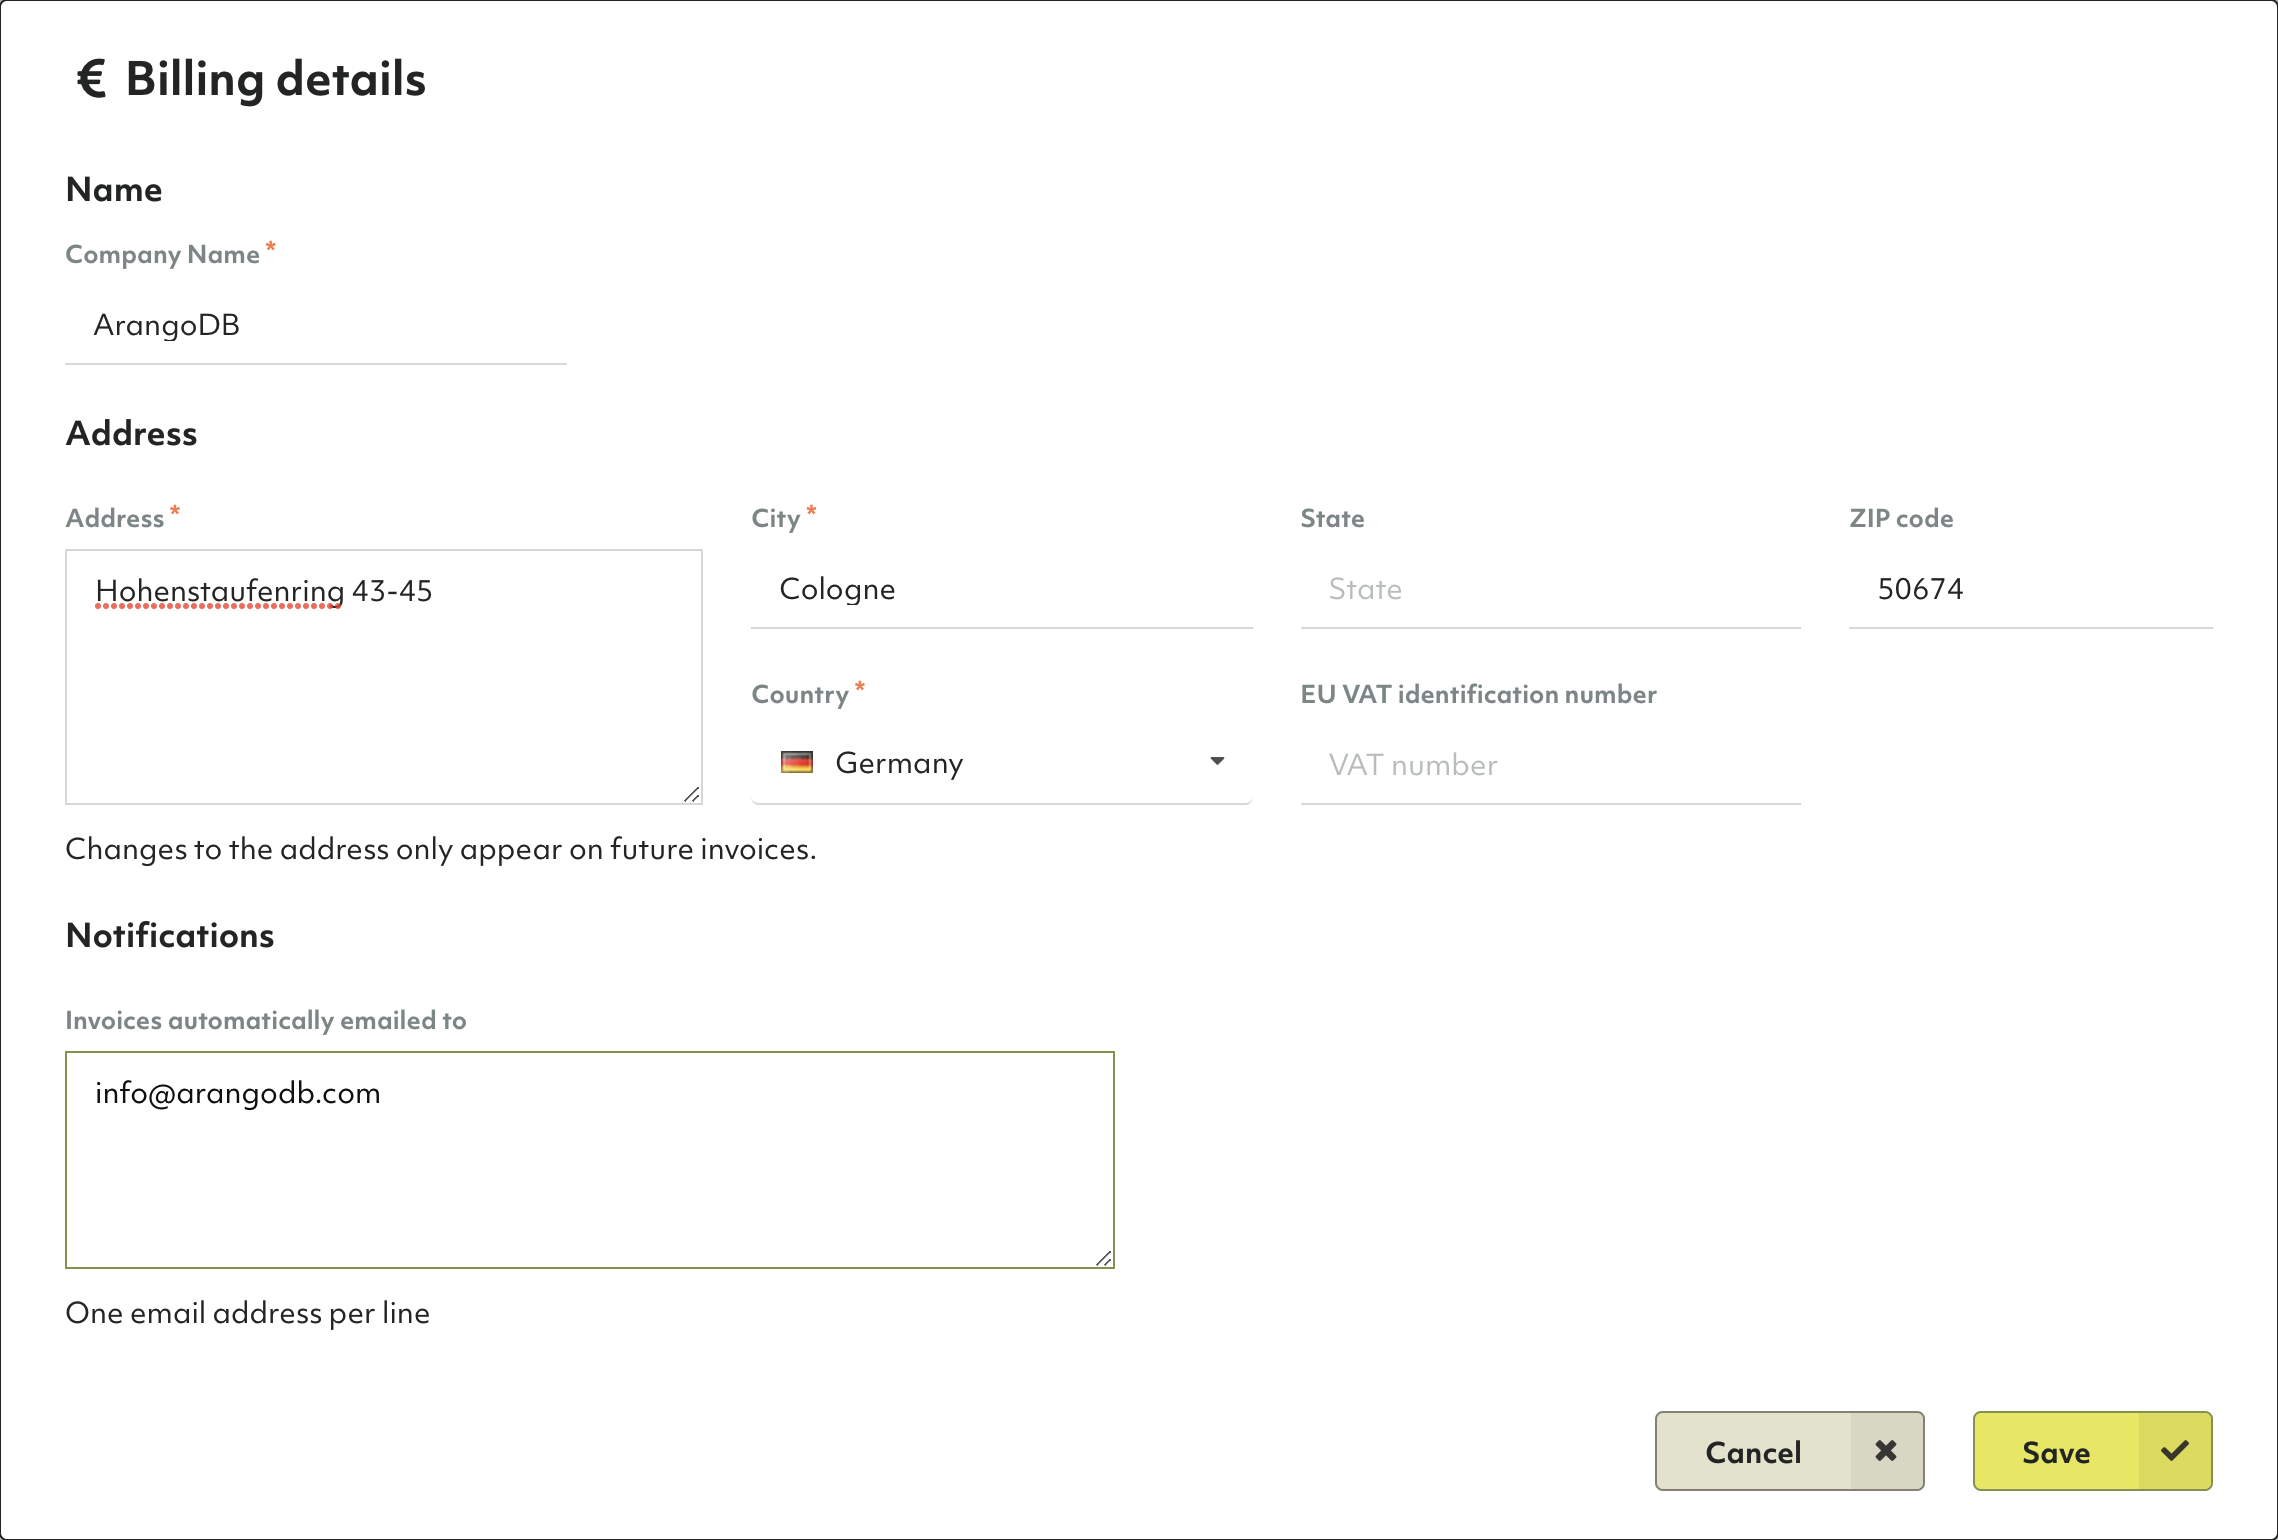 € Billing details
Name
Company Name *
ArangoDB
Address
Address *
City *
State
ZIP code
Hohenstaufenring 43-45
Cologne
State
50674
Country *
EU VAT identification number
Germany
VAT number
Changes to the address only appear on future invoices.
Notifications
Invoices automatically emailed to
info@arangodb.com
One email address per line
Cancel
Save